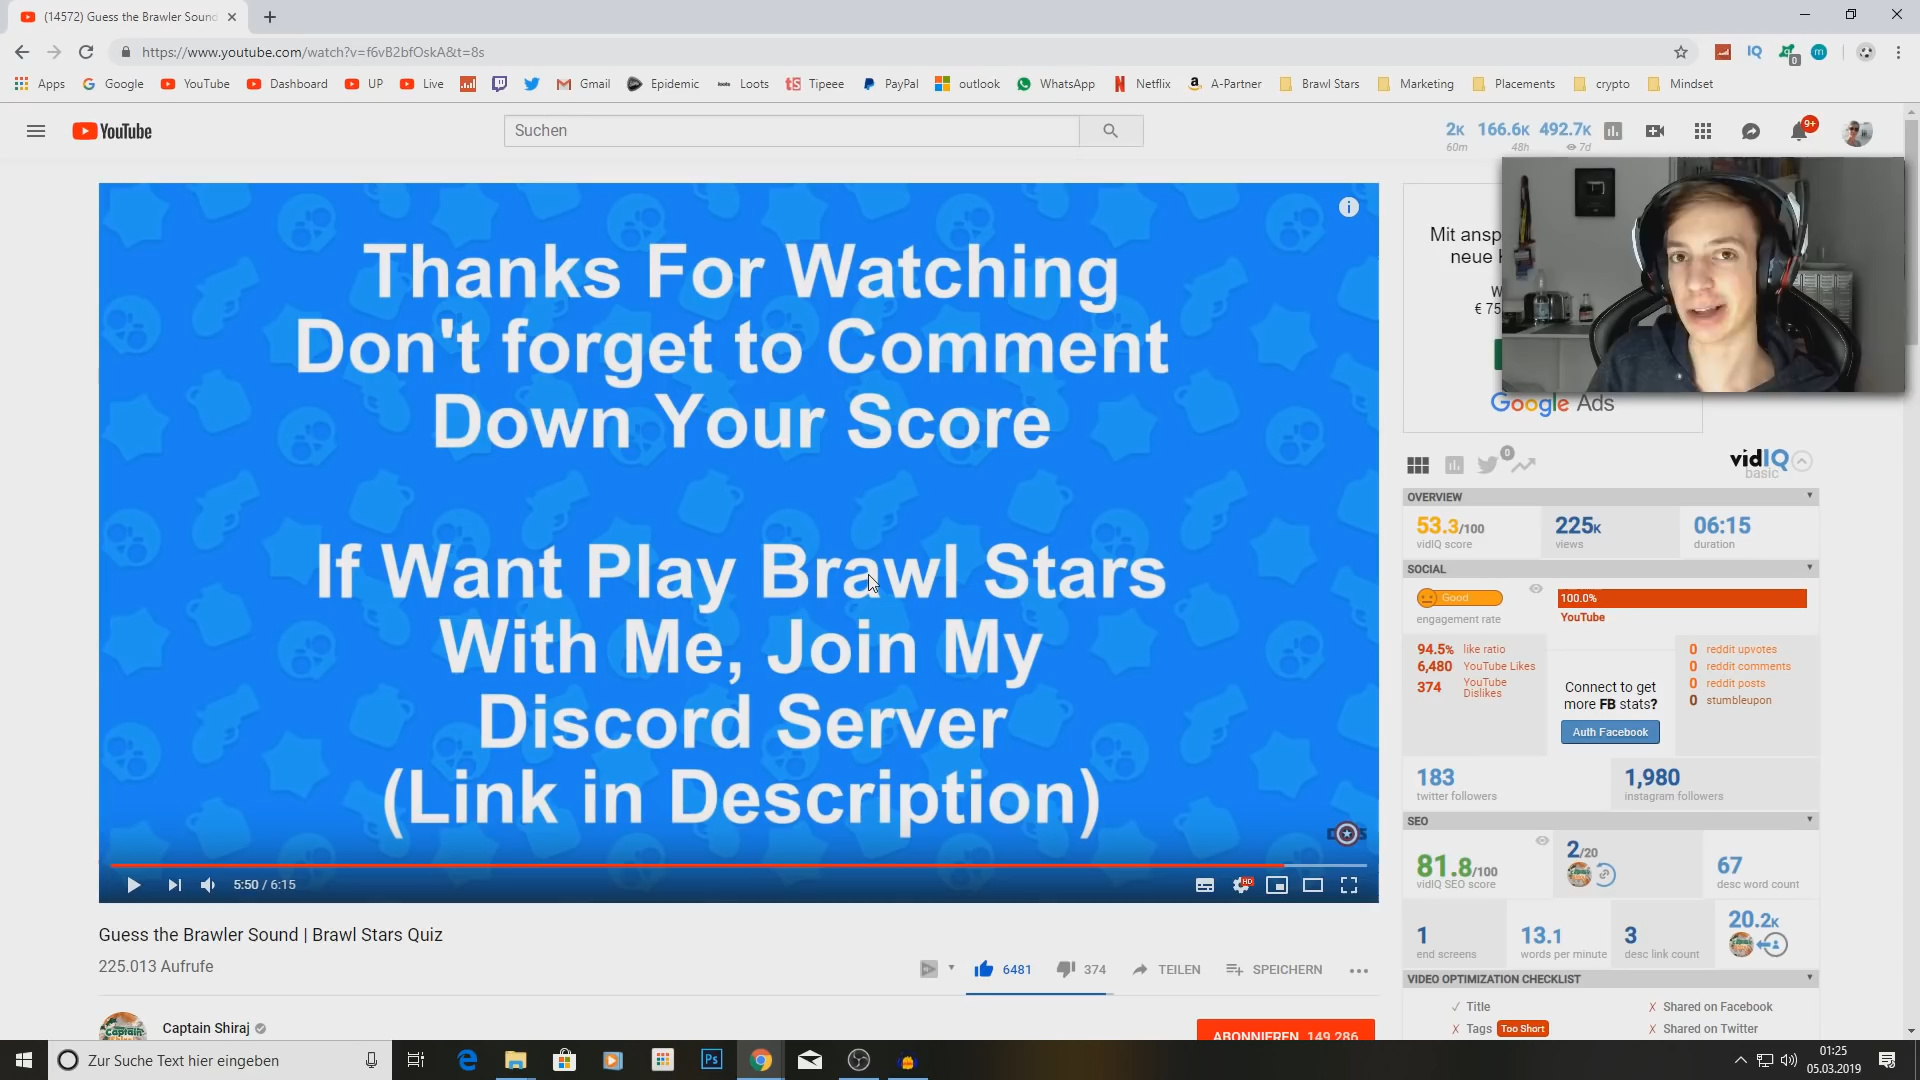 (14572) Guess the Brawler Sound
https://www.youtube.com/watch?v=f6vB2bfOskA&t=8s
IQ
0
m
Apps
Google
YouTube
Dashboard
UP
Live
Gmail
Epidemic
Loots
Tipeee
PayPal
outlook
WhatsApp
Netflix
A-Partner
Brawl Stars
Marketing
Placements
crypto
Mindset
YouTube
Suchen
2K 166.6K 492.7K
60m 48h 7d
9+
Thanks For Watching
Don't forget to Comment
Down Your Score
If Want Play Brawl Stars
With Me, Join My
Discord Server
(Link in Description)
5:50 / 6:15
HD
Guess the Brawler Sound | Brawl Stars Quiz
225.013 Aufrufe
6481
374
TEILEN
SPEICHERN
Captain Shiraj
ABONNIEREN 149.286
Mit ansp
neue
W
€ 75
Google Ads
0
vidIQ
basic
OVERVIEW
53.3/100
vidIQ score
225K
views
06:15
duration
SOCIAL
Good
engagement rate
100.0%
YouTube
94.5% like ratio
6,480 YouTube Likes
374 YouTube
Dislikes
Connect to get
more FB stats?
Auth Facebook
0 reddit upvotes
0 reddit comments
0 reddit posts
0 stumbleupon
183
twitter followers
1,980
instagram followers
SEO
81.8/100
vidIQ SEO score
2/20
67
desc word count
1
end screens
13.1
words per minute
3
desc link count
20.2K
VIDEO OPTIMIZATION CHECKLIST
Title
Shared on Facebook
Tags Too Short
Shared on Twitter
Zur Suche Text hier eingeben
Ps
01:25
05.03.2019